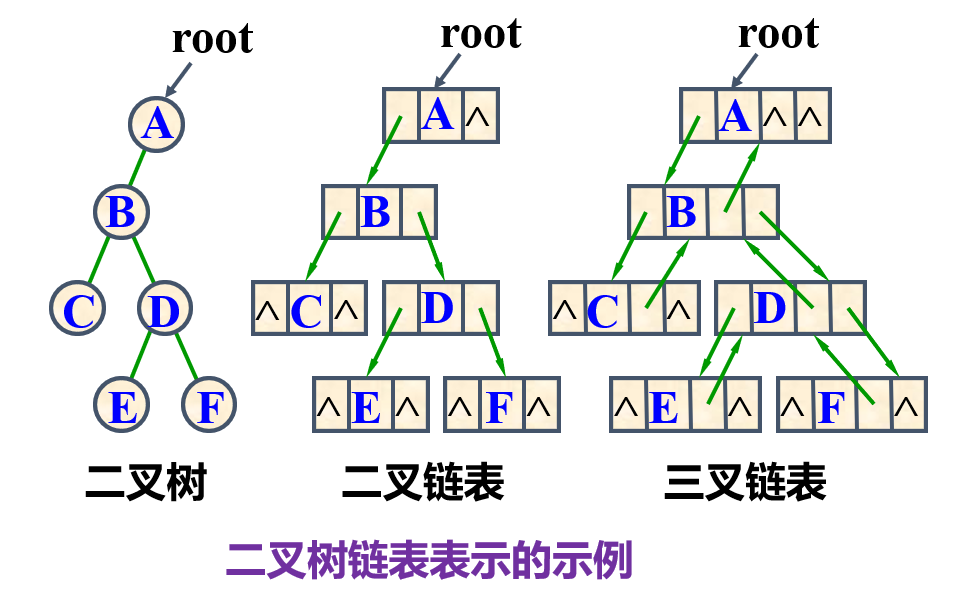 root root root
A A ∧ A ∧ ∧
B B B
C D ∧ C ∧ D ∧ C ∧ D
E F ∧ E ∧ ∧ F ∧ ∧ E ∧ ∧ F ∧
二叉树 二叉链表 三叉链表
二叉树链表表示的示例